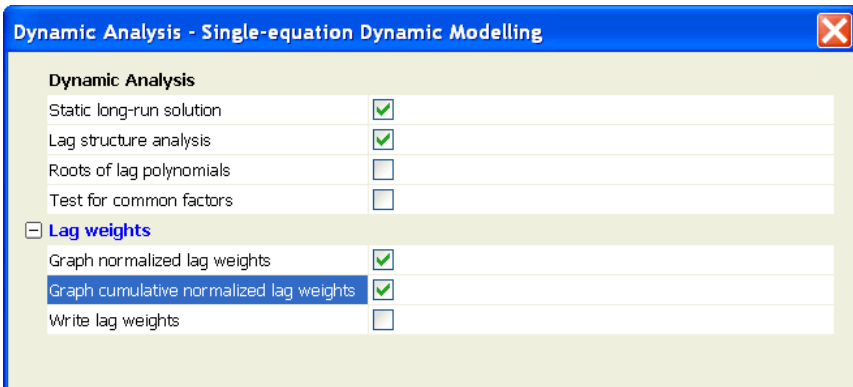 Dynamic Analysis - Single-equation Dynamic Modelling
Dynamic Analysis
Static long-run solution
Lag structure analysis
Roots of lag polynomials
Test for common factors
Lag weights
Graph normalized lag weights
Graph cumulative normalized lag weights
Write lag weights